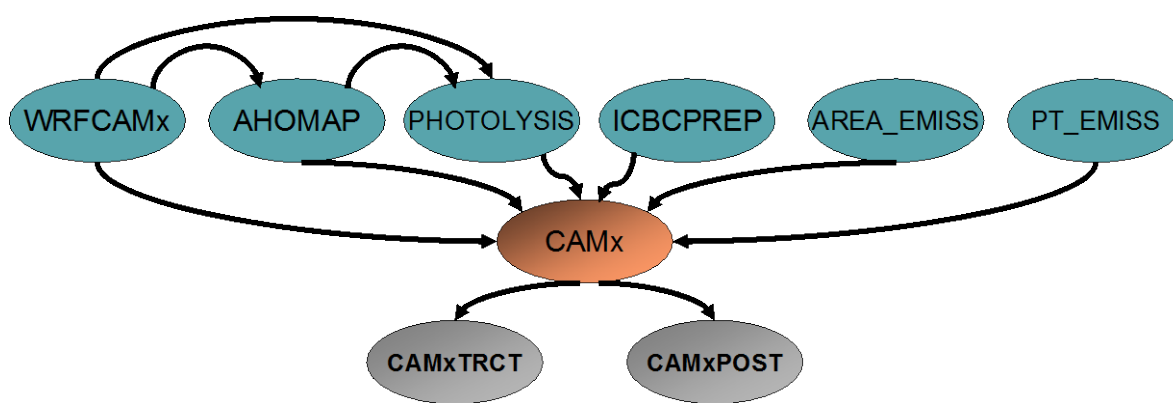 WRFCAMx
AHOMAP
PHOTOLYSIS
ICBCPREP
AREA_EMISS
PT_EMISS
CAMx
CAMxTRCT
CAMxPOST